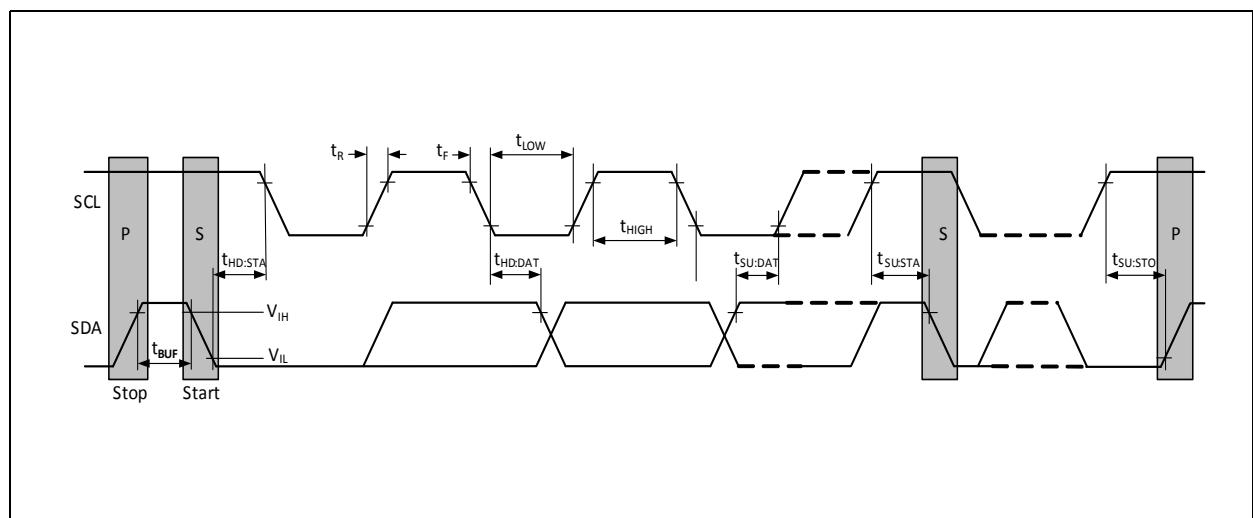 tR
tF
tLOW
SCL
P
S
tHIGH
S
P
tHD:STA
tHD:DAT
tSU:DAT
tSU:STA
tSU:STO
SDA
VIH
tBUF
VIL
Stop
Start